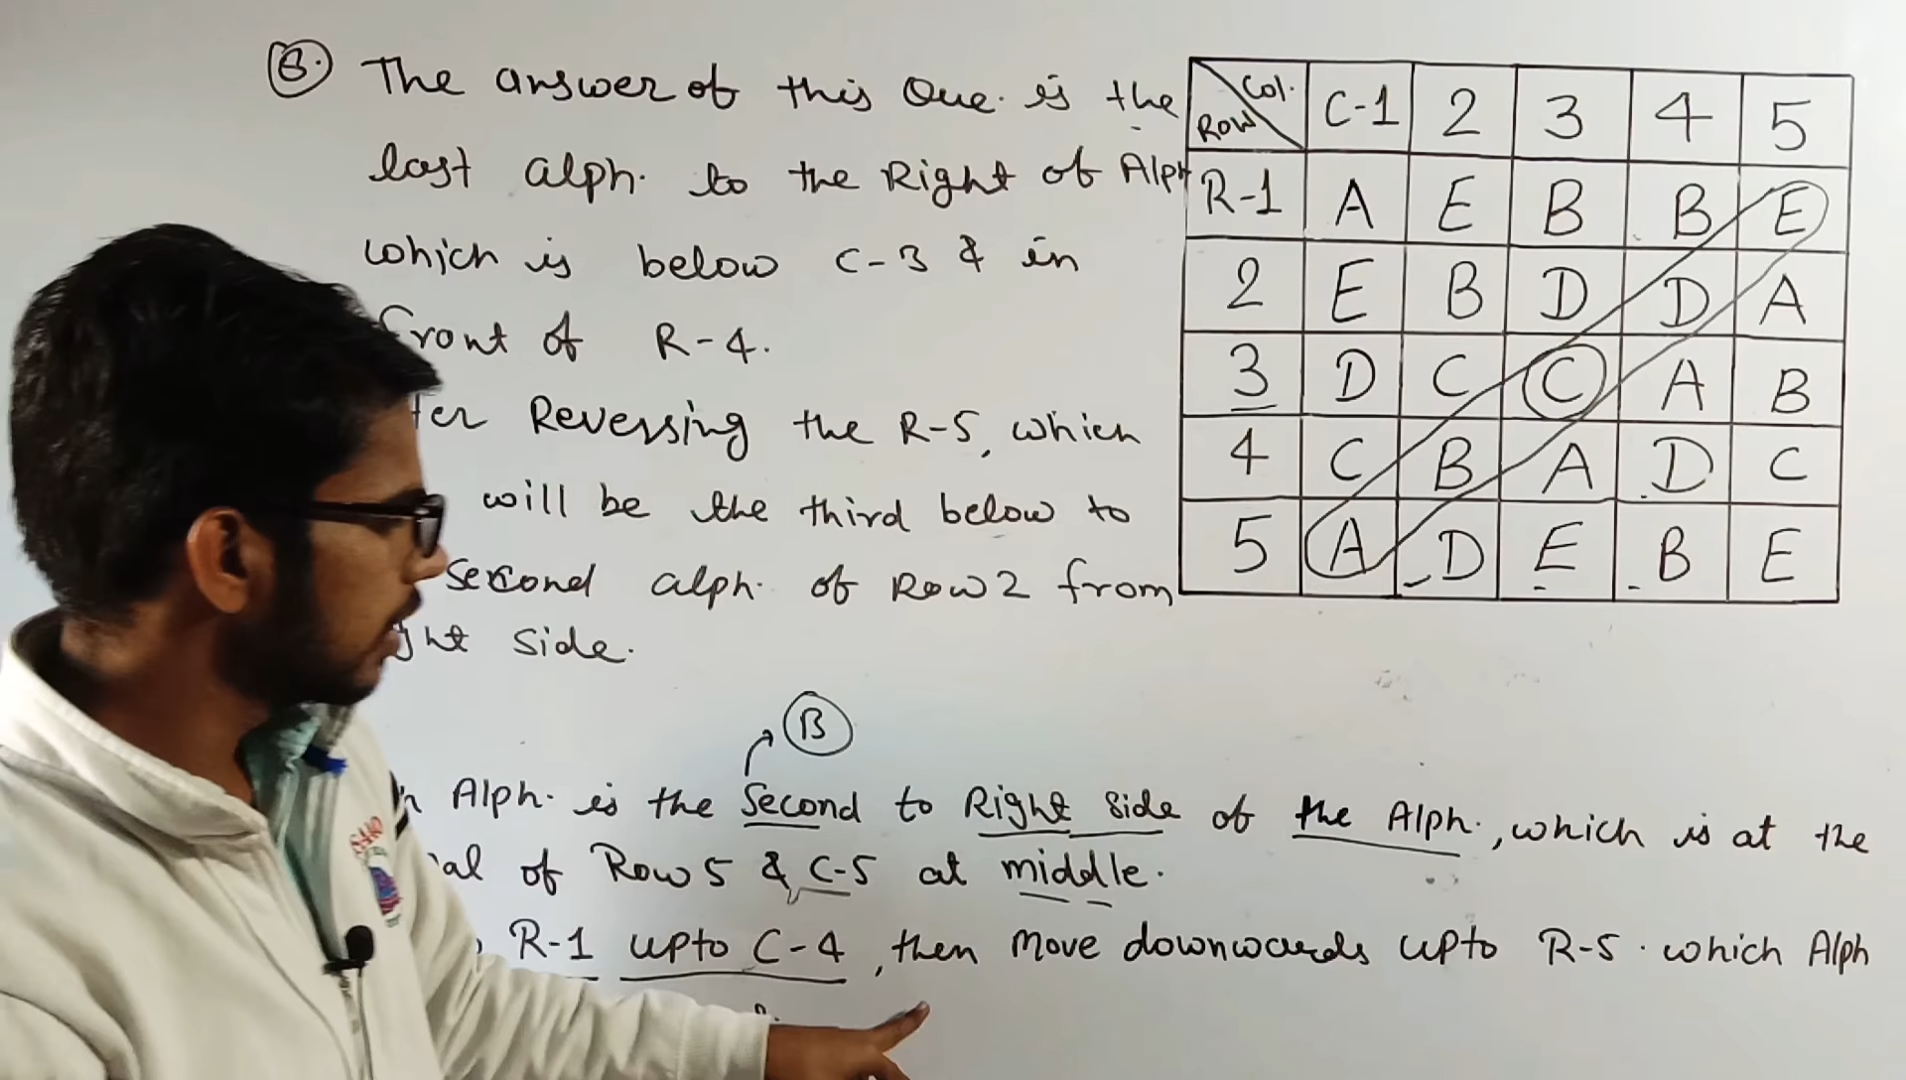 6. The answer of this Que. is the
last alph. to the Right of Alph
which is below C-3 & in
front of R-4.
Reversing the R-5, which
will be the third below to
second alph. of Row 2 from
side.
Col. Row C-1 2 3 4 5
R-1 A E B B E
2 E B D D A
3 D C C A B
4 C B A D C
5 A D E B E
B
Alph. is the Second to Right side of the Alph., which is at the
of Row 5 & C-5 at middle.
R-1 upto C-4, then move downwards upto R-5. which Alph